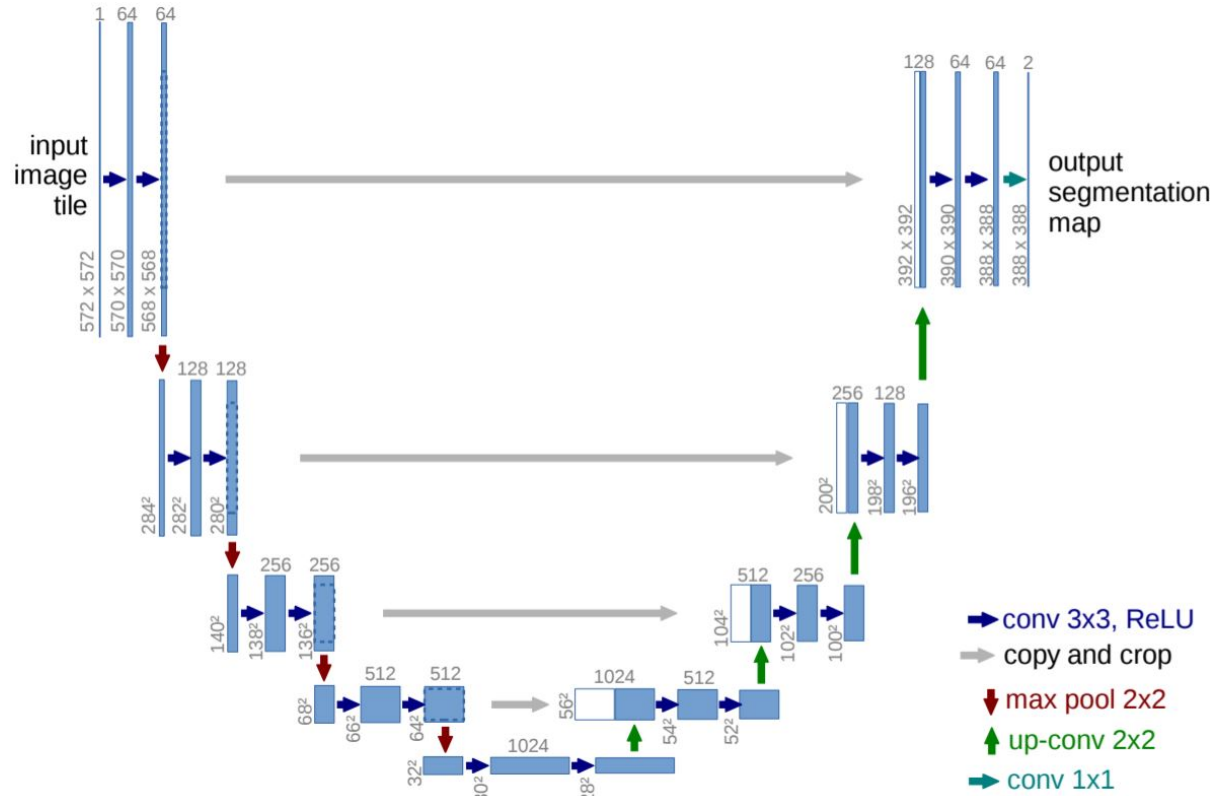 1 64 64
input
image
tile
572 x 572
570 x 570
568 x 568
128 64 64 2
output
segmentation
map
392 x 392
390 x 390
388 x 388
388 x 388
128 128
284²
282²
280²
256 128
200²
198²
196²
256 256
140²
138²
136²
512 256
104²
102²
100²
512 512
68²
66²
64²
1024 512
56²
54²
52²
1024
32²
conv 3x3, ReLU
copy and crop
max pool 2x2
up-conv 2x2
conv 1x1